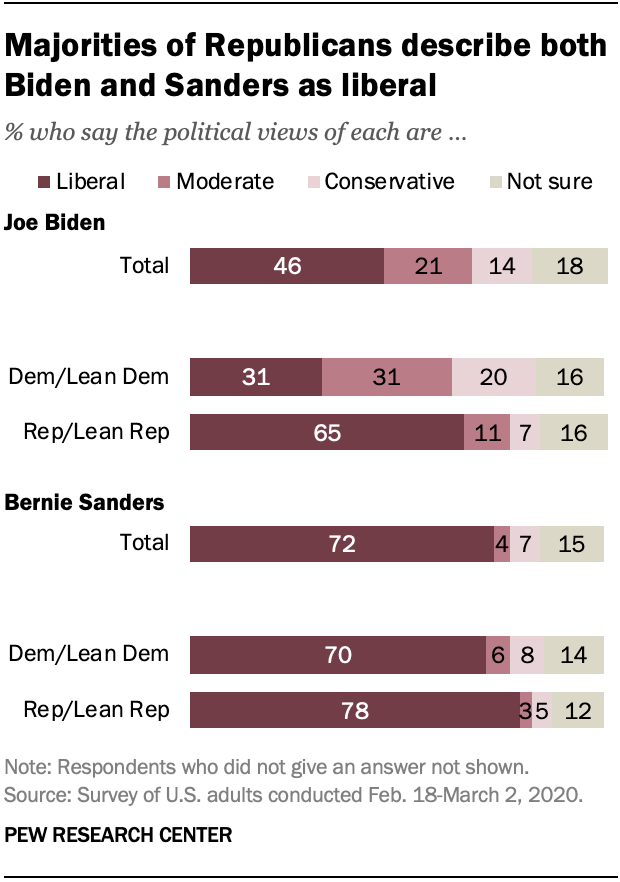 Majorities of Republicans describe both
Biden and Sanders as liberal
% who say the political views of each are ...
Liberal Moderate Conservative Not sure
Joe Biden
Total 46 21 14 18
Dem/Lean Dem 31 31 20 16
Rep/Lean Rep 65 11 7 16
Bernie Sanders
Total 72 4 7 15
Dem/Lean Dem 70 6 8 14
Rep/Lean Rep 78 3 5 12
Note: Respondents who did not give an answer not shown.
Source: Survey of U.S. adults conducted Feb. 18-March 2, 2020.
PEW RESEARCH CENTER